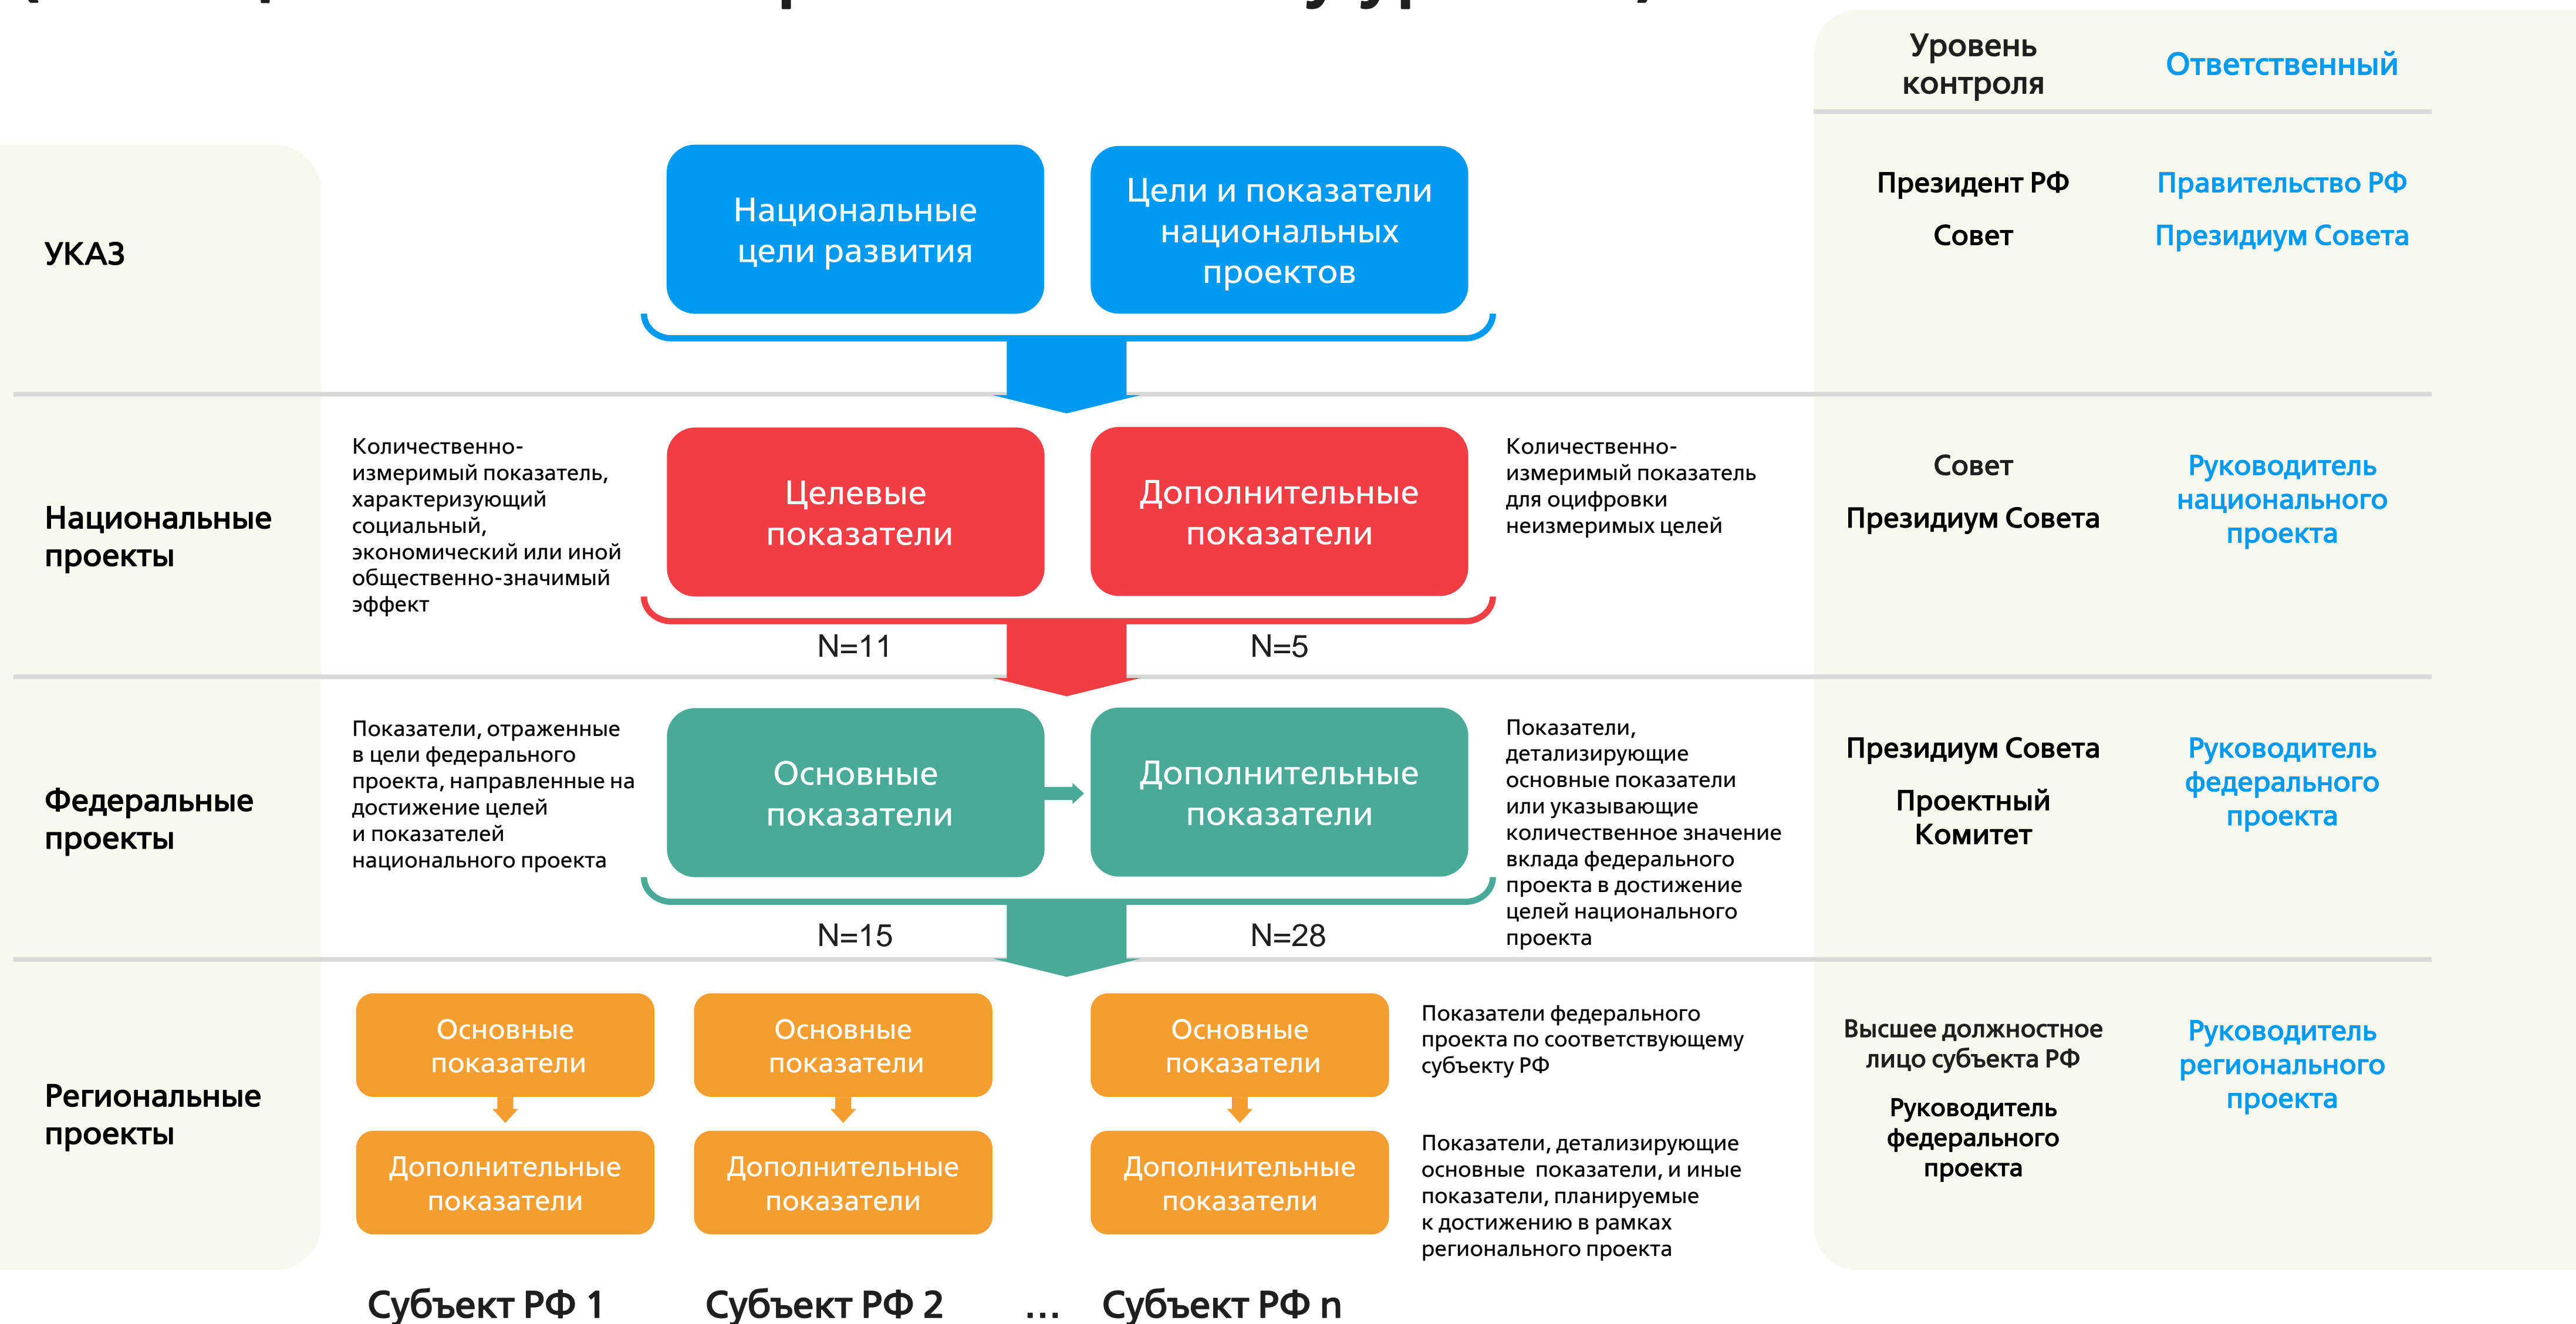 Уровень
контроля
Ответственный
УКАЗ
Национальные
цели развития
Цели и показатели
национальных
проектов
Президент РФ
Совет
Правительство РФ
Президиум Совета
Национальные
проекты
Количественно-
измеримый показатель,
характеризующий
социальный,
экономический или иной
общественно-значимый
эффект
Целевые
показатели
Дополнительные
показатели
Количественно-
измеримый показатель
для оцифровки
неизмеримых целей
Совет
Президиум Совета
Руководитель
национального
проекта
N=11
N=5
Федеральные
проекты
Показатели, отраженные
в цели федерального
проекта, направленные на
достижение целей
и показателей
национального проекта
Основные
показатели
Дополнительные
показатели
Показатели,
детализирующие
основные показатели
или указывающие
количественное значение
вклада федерального
проекта в достижение
целей национального
проекта
Президиум Совета
Проектный
Комитет
Руководитель
федерального
проекта
N=15
N=28
Региональные
проекты
Основные
показатели
Основные
показатели
Основные
показатели
Показатели федерального
проекта по соответствующему
субъекту РФ
Дополнительные
показатели
Дополнительные
показатели
Дополнительные
показатели
Показатели, детализирующие
основные показатели, и иные
показатели, планируемые
к достижению в рамках
регионального проекта
Высшее должностное
лицо субъекта РФ
Руководитель
федерального
проекта
Руководитель
регионального
проекта
Субъект РФ 1
Субъект РФ 2
...
Субъект РФ n